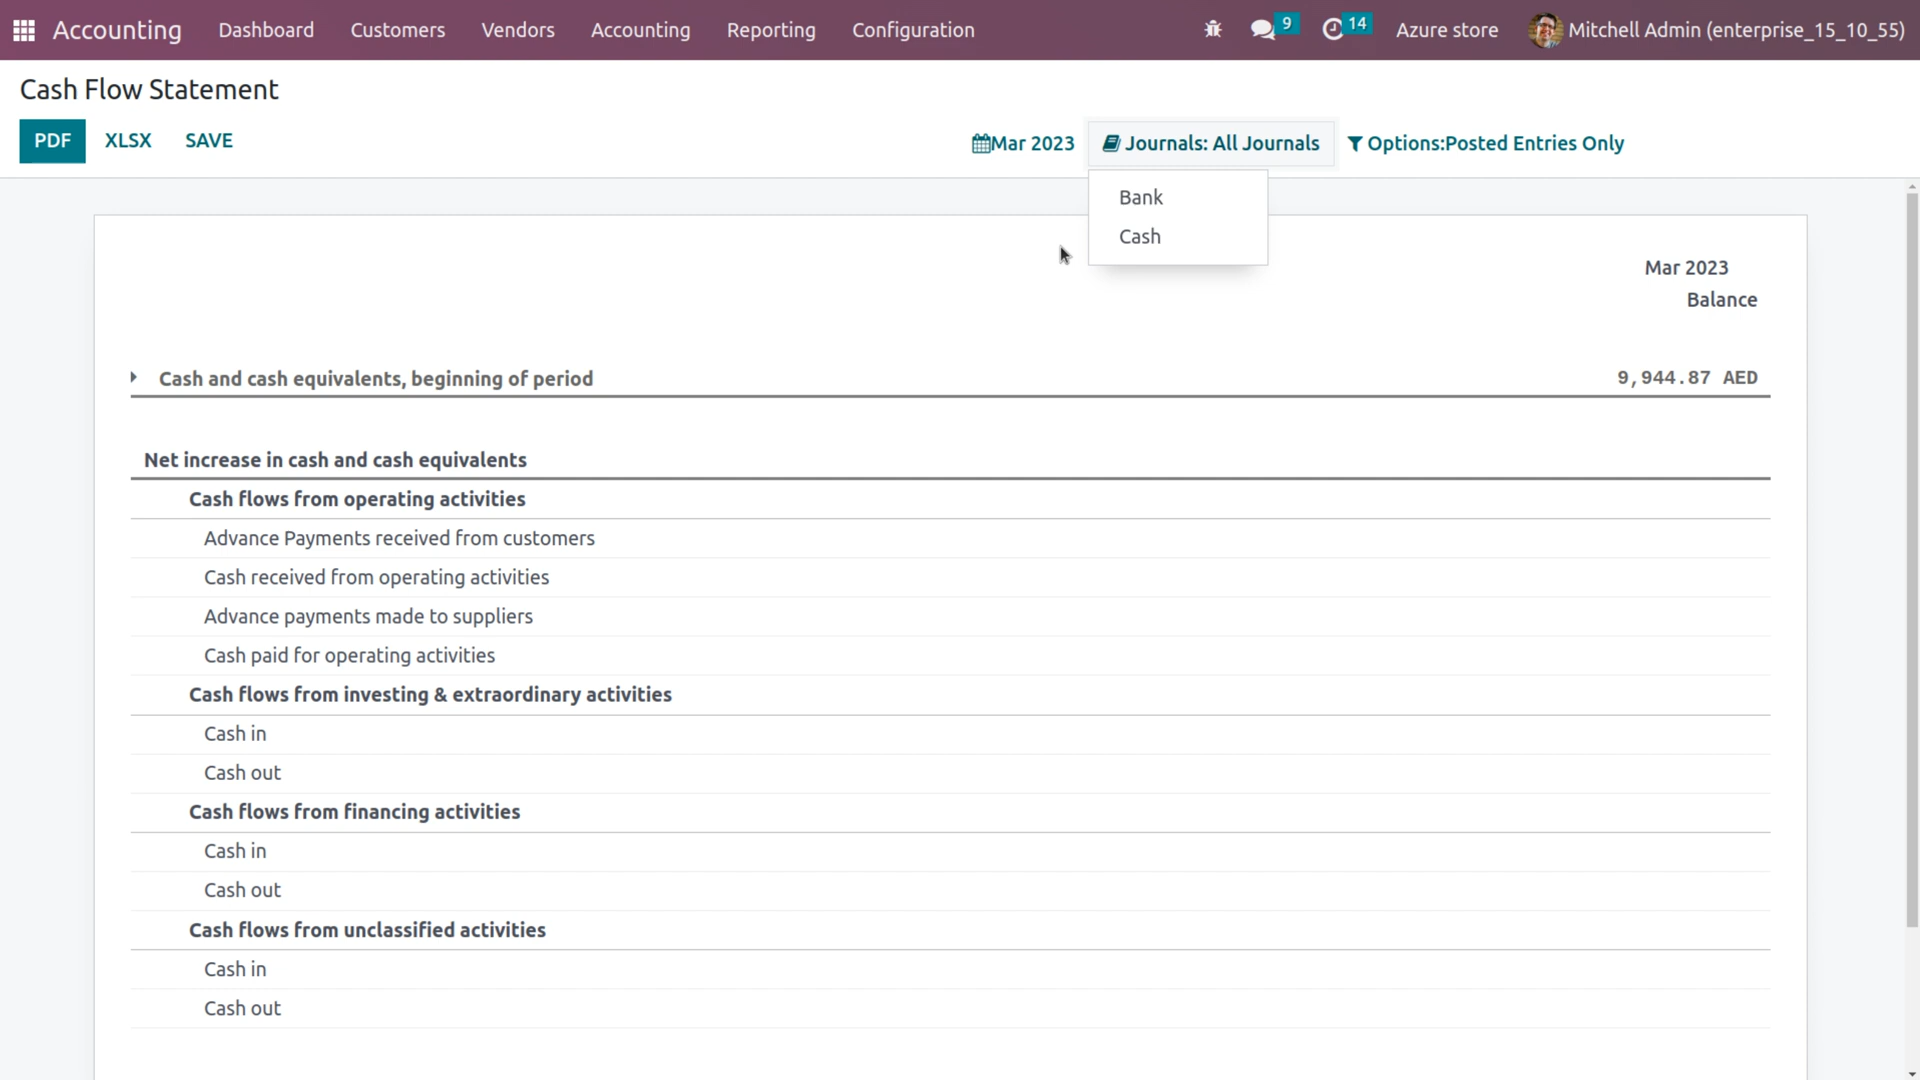 Accounting Dashboard Customers Vendors Accounting Reporting Configuration 9 14 Azure store Mitchell Admin (enterprise_15_10_55)
Cash Flow Statement
PDF XLSX SAVE Mar 2023 Journals: All Journals Options:Posted Entries Only
Bank
Cash
Mar 2023
Balance
Cash and cash equivalents, beginning of period 9,944.87 AED
Net increase in cash and cash equivalents
Cash flows from operating activities
Advance Payments received from customers
Cash received from operating activities
Advance payments made to suppliers
Cash paid for operating activities
Cash flows from investing & extraordinary activities
Cash in
Cash out
Cash flows from financing activities
Cash in
Cash out
Cash flows from unclassified activities
Cash in
Cash out